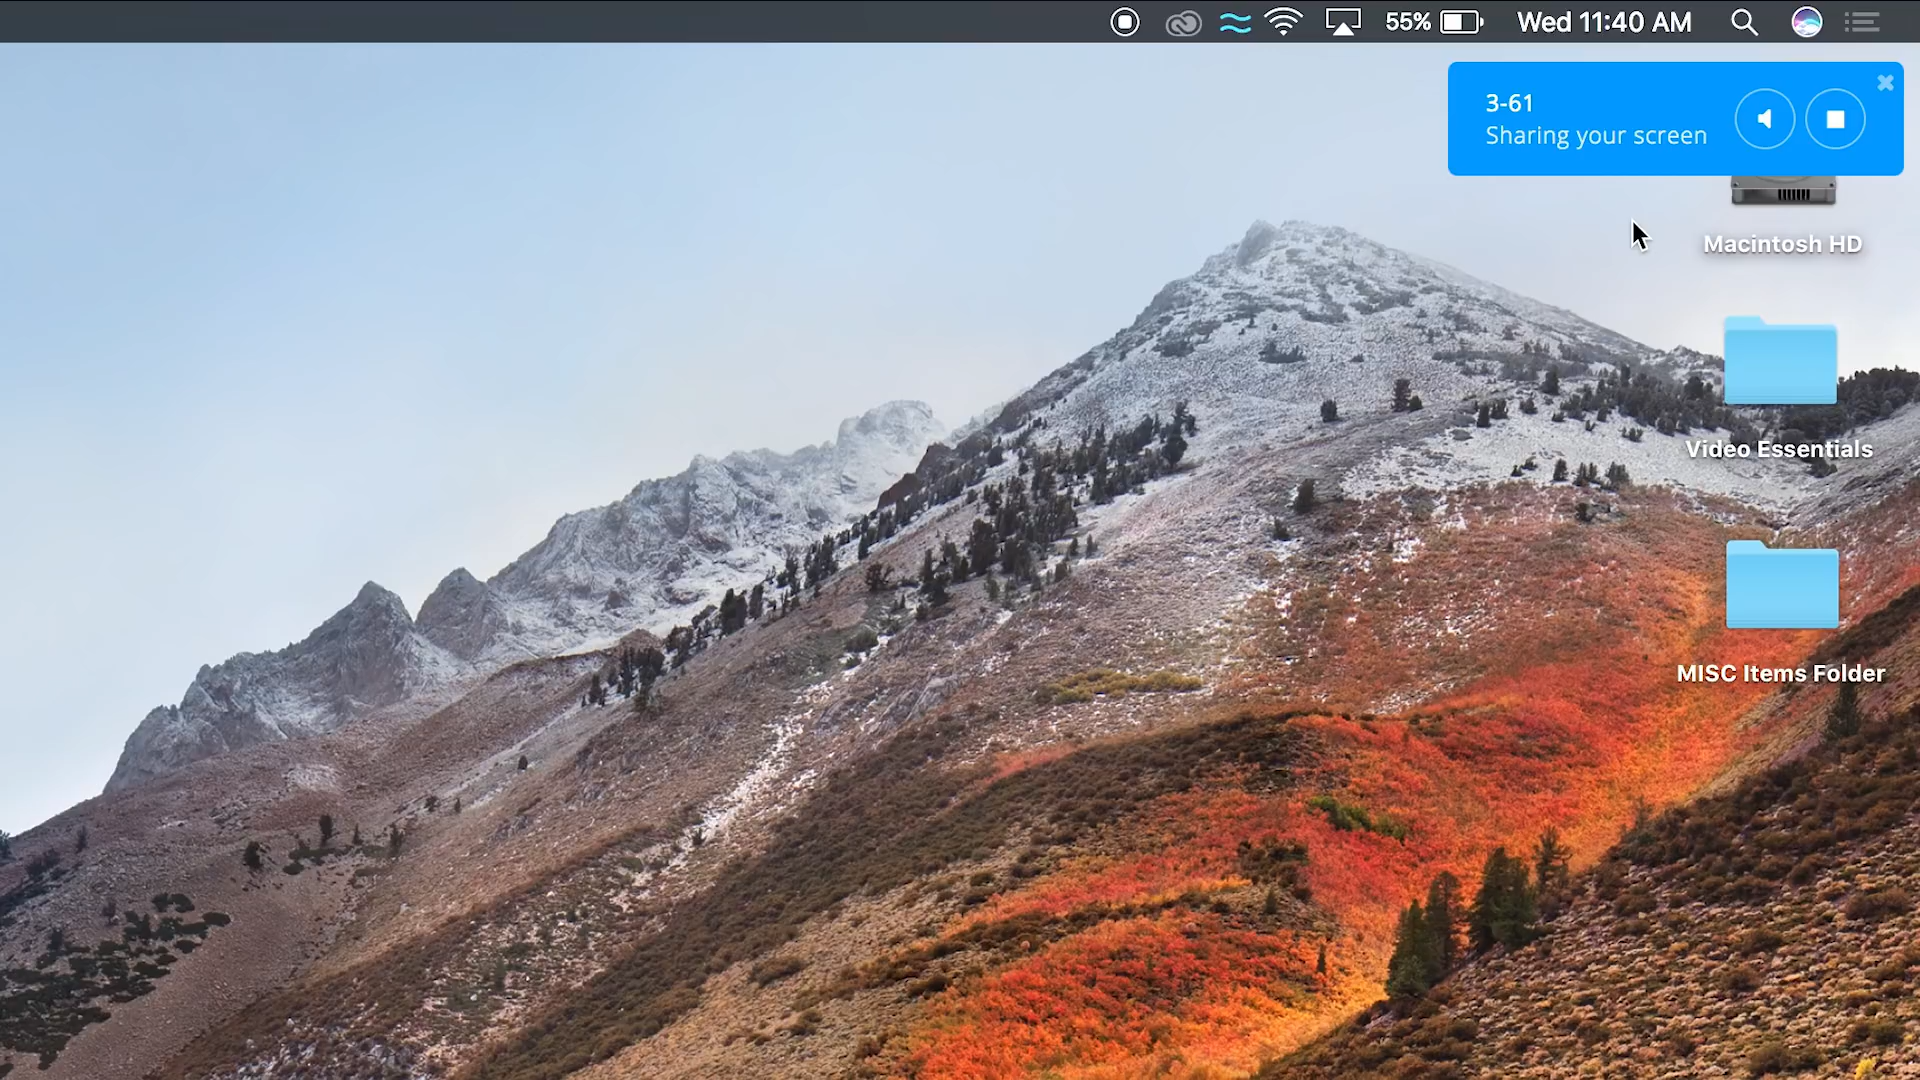 55%
Wed 11:40 AM
3-61
Sharing your screen
Macintosh HD
Video Essentials
MISC Items Folder